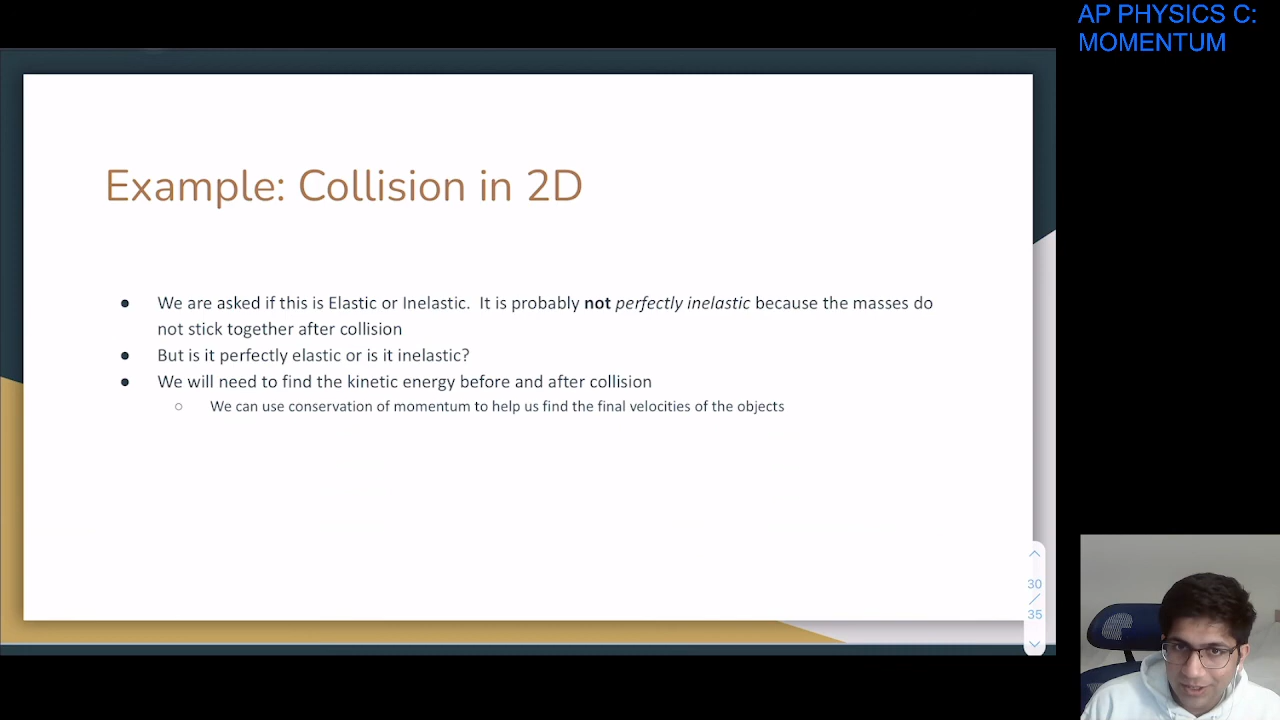 AP PHYSICS C:
MOMENTUM
Example: Collision in 2D
● We are asked if this is Elastic or Inelastic.  It is probably not perfectly inelastic because the masses do
not stick together after collision
● But is it perfectly elastic or is it inelastic?
● We will need to find the kinetic energy before and after collision
○ We can use conservation of momentum to help us find the final velocities of the objects
30
/
35